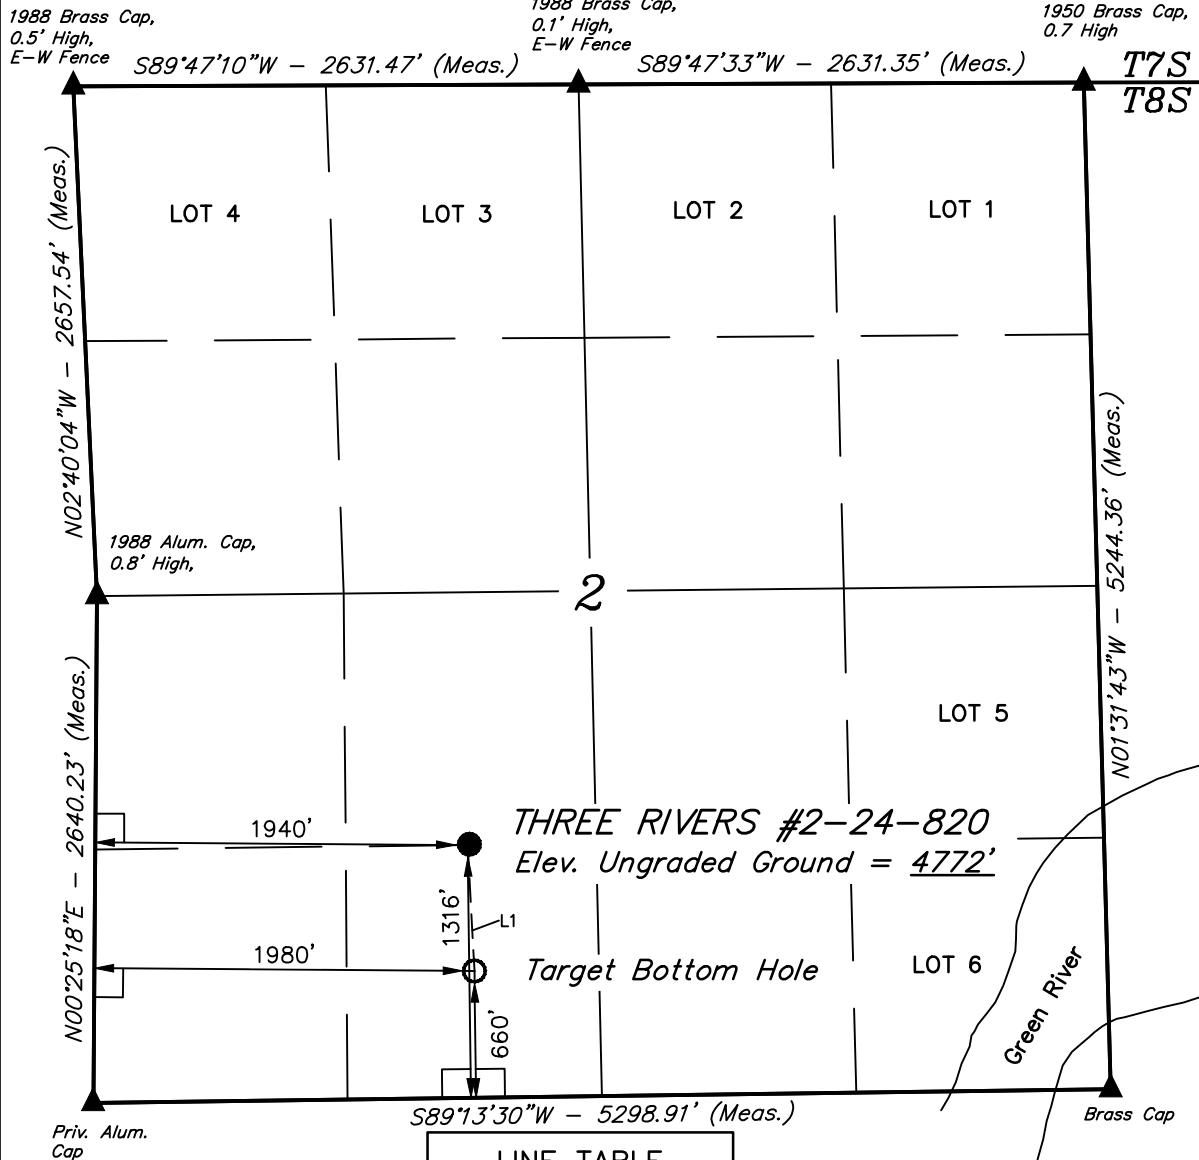 1988 Brass Cap,
0.5' High,
E-W Fence
1988 Brass Cap,
0.1' High,
E-W Fence
1950 Brass Cap,
0.7 High
S89°47'10"W - 2631.47' (Meas.)
S89°47'33"W - 2631.35' (Meas.)
T7S
T8S
LOT 4
LOT 3
LOT 2
LOT 1
N02°40'04"W - 2657.54' (Meas.)
1988 Alum. Cap,
0.8' High,
2
N01°31'43"W - 5244.36' (Meas.)
LOT 5
N00°25'18"E - 2640.23' (Meas.)
1940'
THREE RIVERS #2-24-820
Elev. Ungraded Ground = 4772'
1316'
L1
1980'
Target Bottom Hole
LOT 6
Green River
660'
S89°13'30"W - 5298.91' (Meas.)
Priv. Alum.
Cap
Brass Cap
LINE TABLE